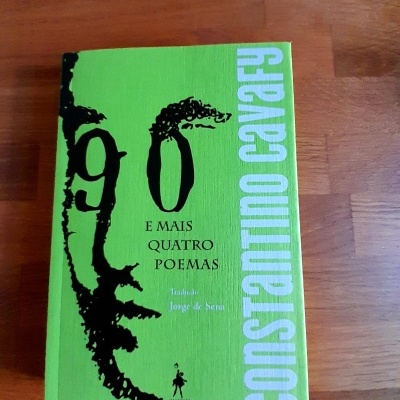 90
E MAIS
QUATRO
POEMAS
Tradução
Jorge de Sena
CONSTANTINO CAVAFY